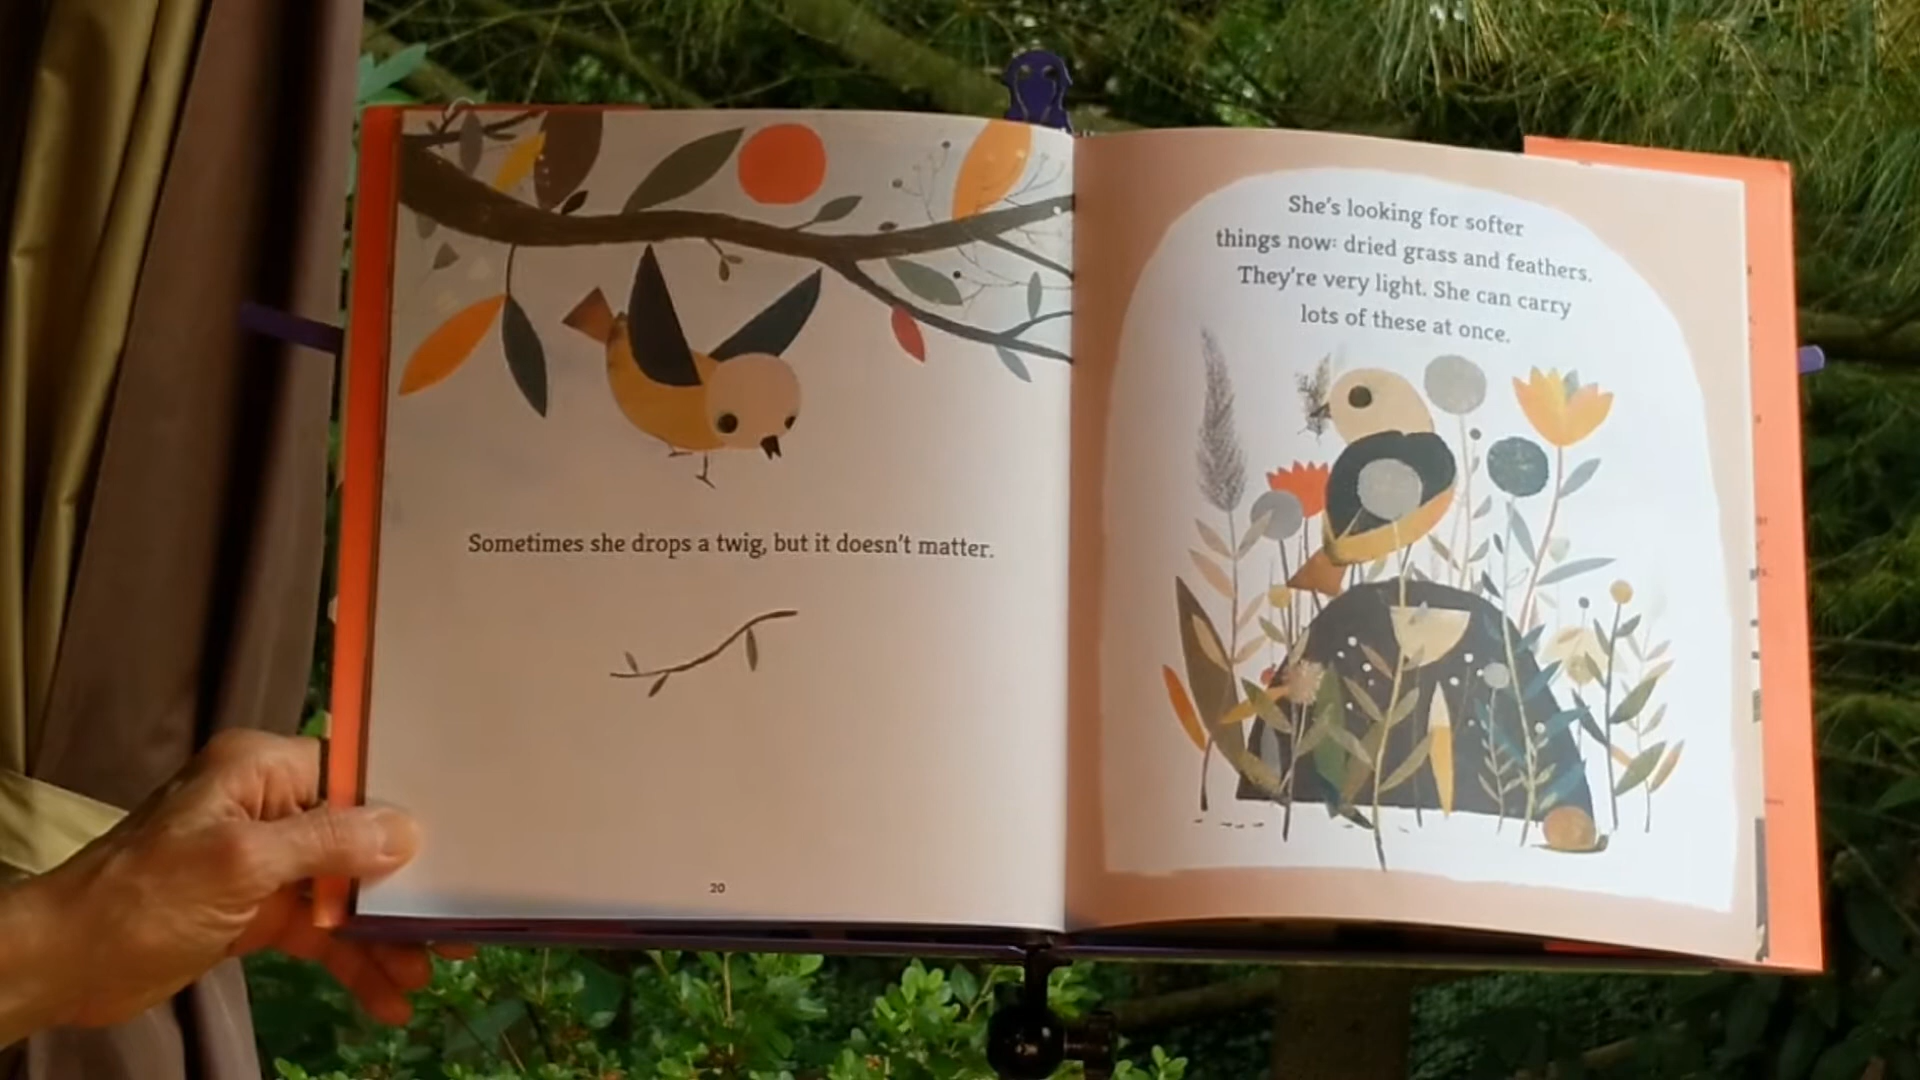 Sometimes she drops a twig, but it doesn't matter.
20
She's looking for softer
things now: dried grass and feathers.
They're very light. She can carry
lots of these at once.